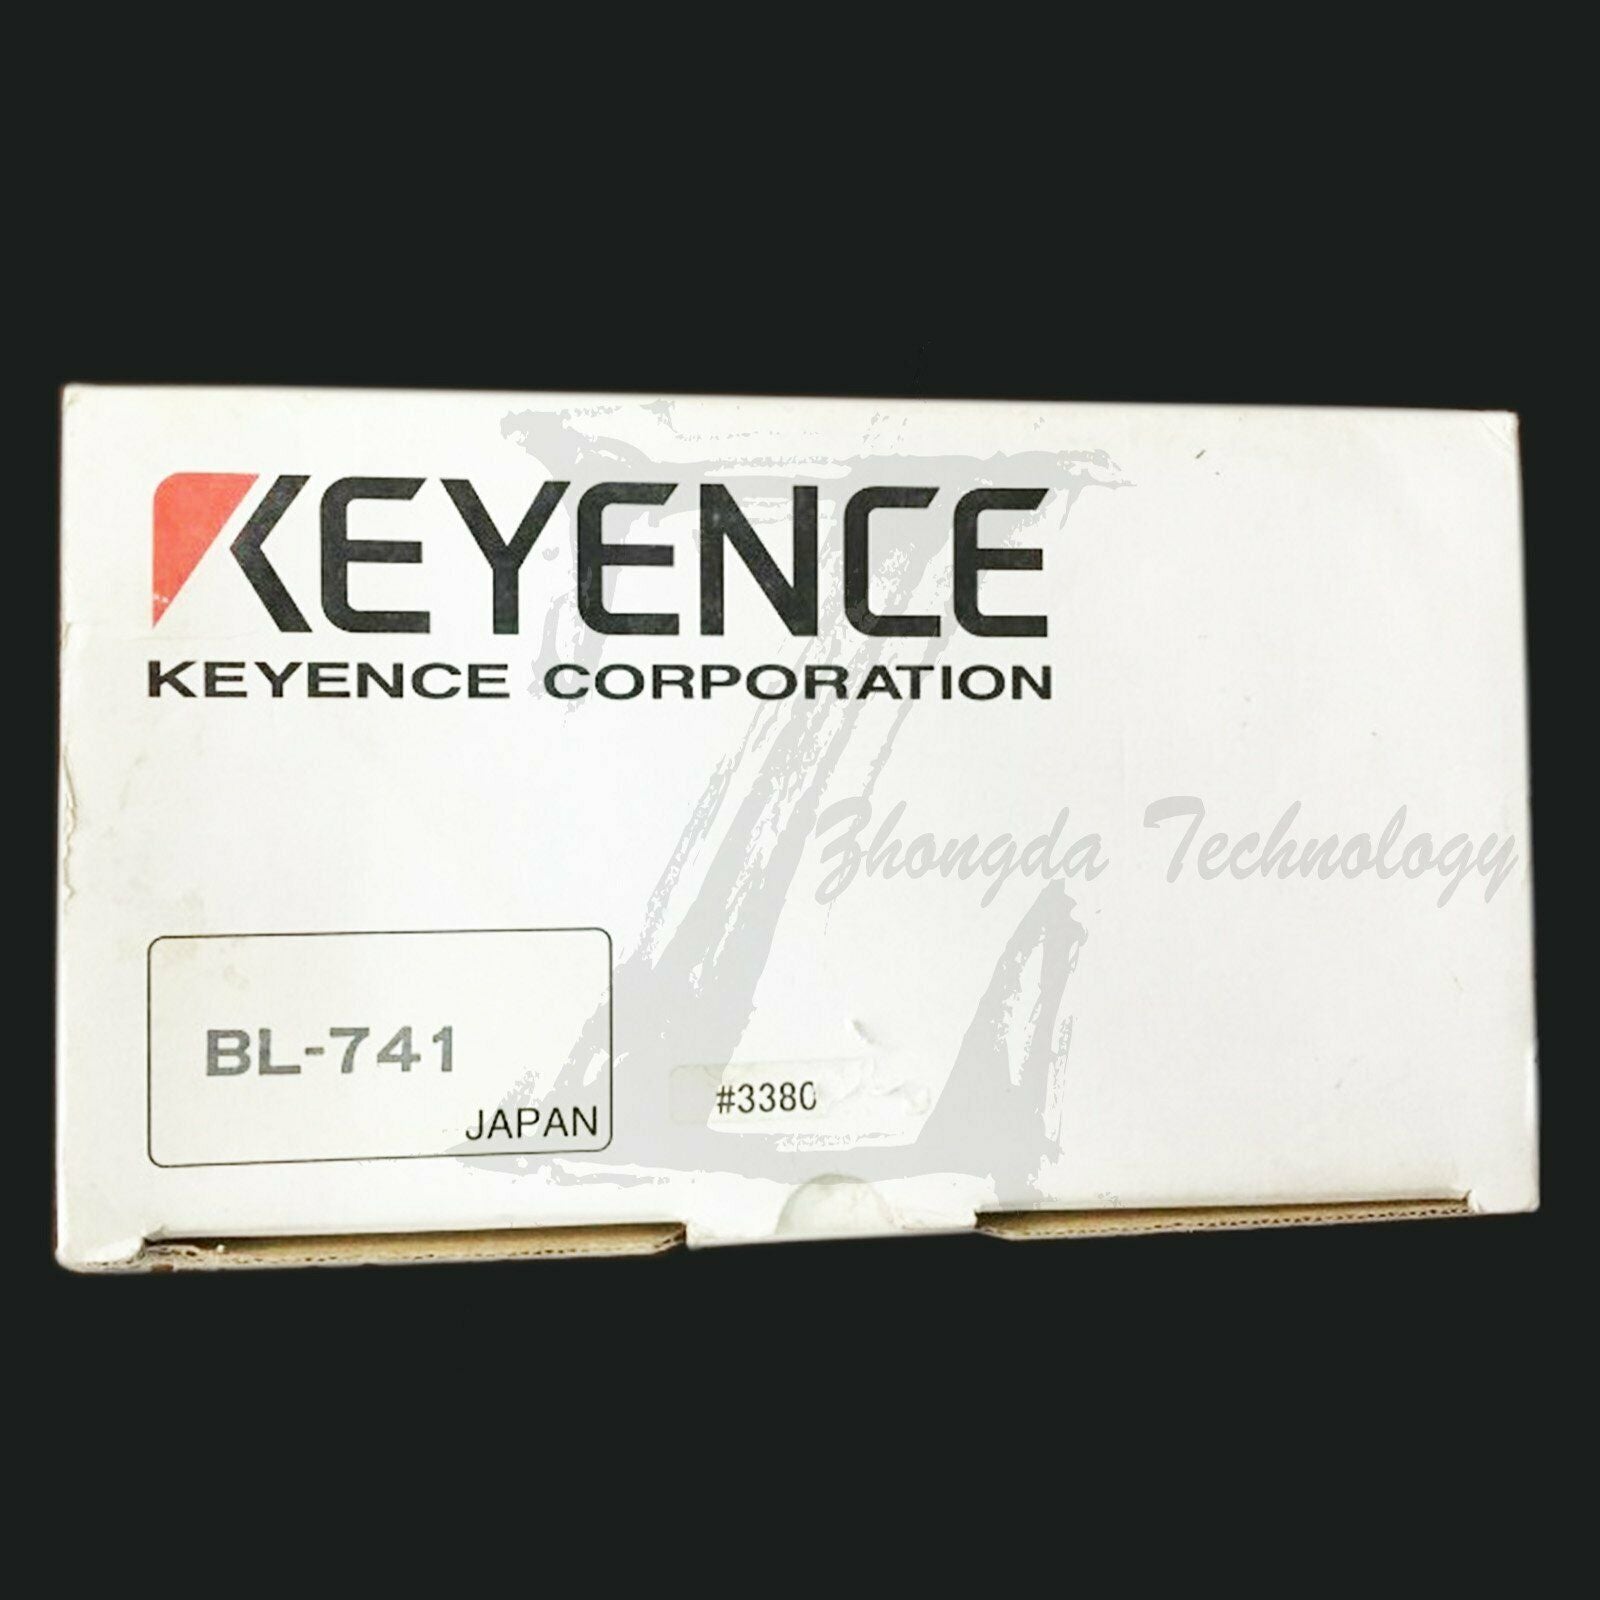 KEYENCE
KEYENCE CORPORATION
Zhongda Technology
BL-741
JAPAN
#3380